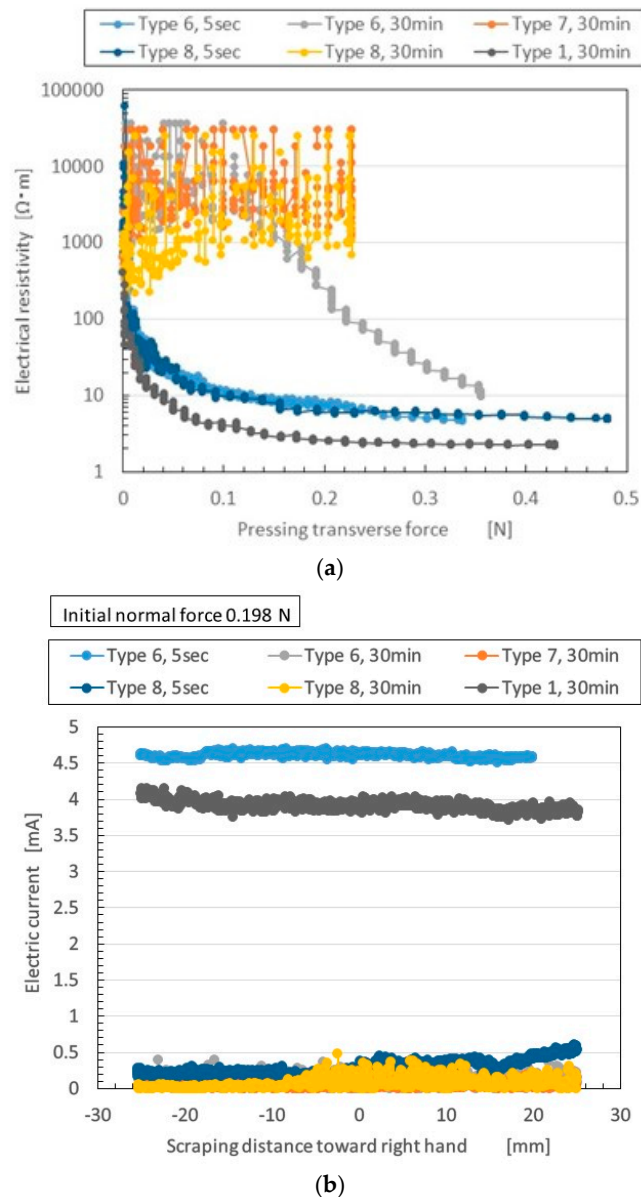 Type 6, 5sec Type 6, 30min Type 7, 30min
Type 8, 5sec Type 8, 30min Type 1, 30min
100000
10000
1000
100
10
1
Electrical resistivity [Ω・m]
0 0.1 0.2 0.3 0.4 0.5
Pressing transverse force [N]
(a)
Initial normal force 0.198 N
Type 6, 5sec Type 6, 30min Type 7, 30min
Type 8, 5sec Type 8, 30min Type 1, 30min
5
4.5
4
3.5
3
2.5
2
1.5
1
0.5
0
Electric current [mA]
-30 -20 -10 0 10 20 30
Scraping distance toward right hand [mm]
(b)